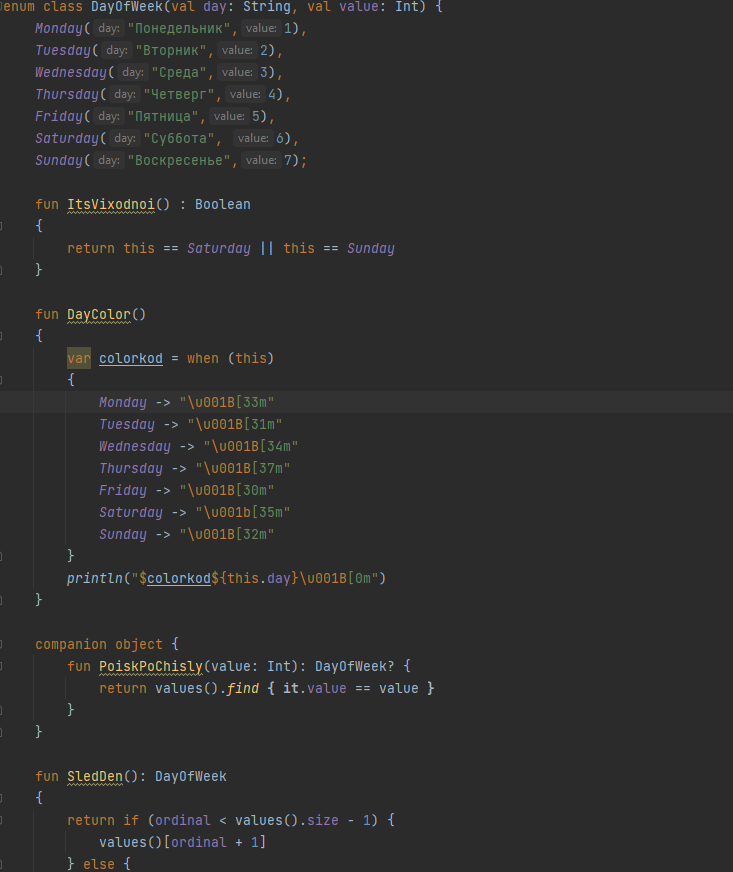 enum class DayOfWeek(val day: String, val value: Int) {
    Monday( day: "Понедельник", value: 1),
    Tuesday( day: "Вторник", value: 2),
    Wednesday( day: "Среда", value: 3),
    Thursday( day: "Четверг", value: 4),
    Friday( day: "Пятница", value: 5),
    Saturday( day: "Суббота", value: 6),
    Sunday( day: "Воскресенье", value: 7);
    fun ItsVixodnoi() : Boolean
    {
        return this == Saturday || this == Sunday
    }
    fun DayColor()
    {
        var colorkod = when (this)
        {
            Monday -> "\u001B[33m"
            Tuesday -> "\u001B[31m"
            Wednesday -> "\u001B[34m"
            Thursday -> "\u001B[37m"
            Friday -> "\u001B[30m"
            Saturday -> "\u001b[35m"
            Sunday -> "\u001B[32m"
        }
        println("$colorkod${this.day}\u001B[0m")
    }
    companion object {
        fun PoiskPoChisly(value: Int): DayOfWeek? {
            return values().find { it.value == value }
        }
    }
    fun SledDen(): DayOfWeek
    {
        return if (ordinal < values().size - 1) {
            values()[ordinal + 1]
        } else {